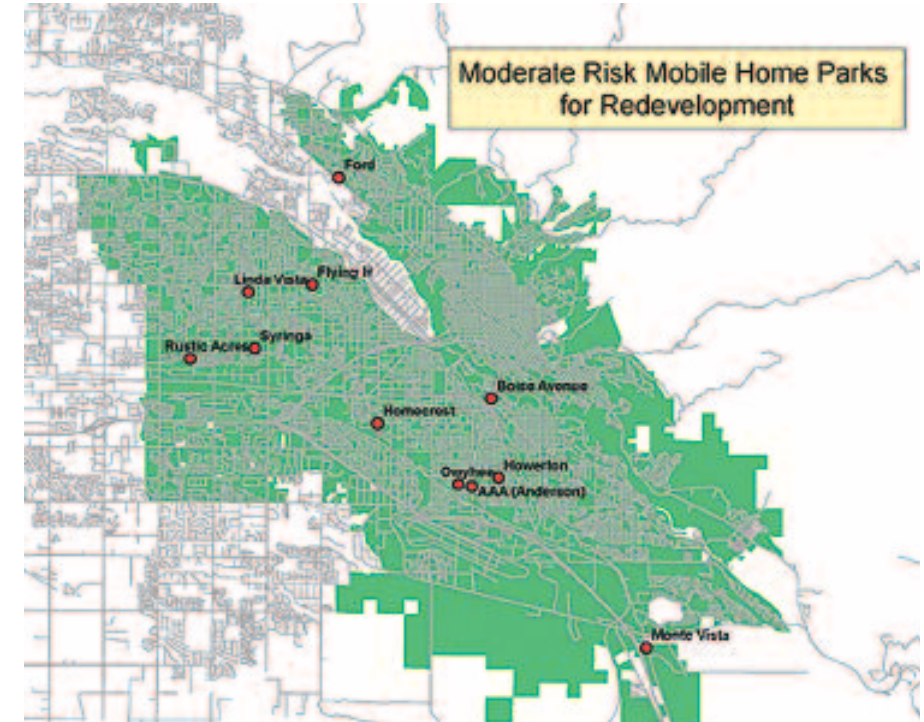 Moderate Risk Mobile Home Parks
for Redevelopment
Ford
Flying H
Linda Vista
Syringa
Rustic Acres
Boise Avenue
Homecrest
Howerton
Owyhee
AAA (Anderson)
Monte Vista